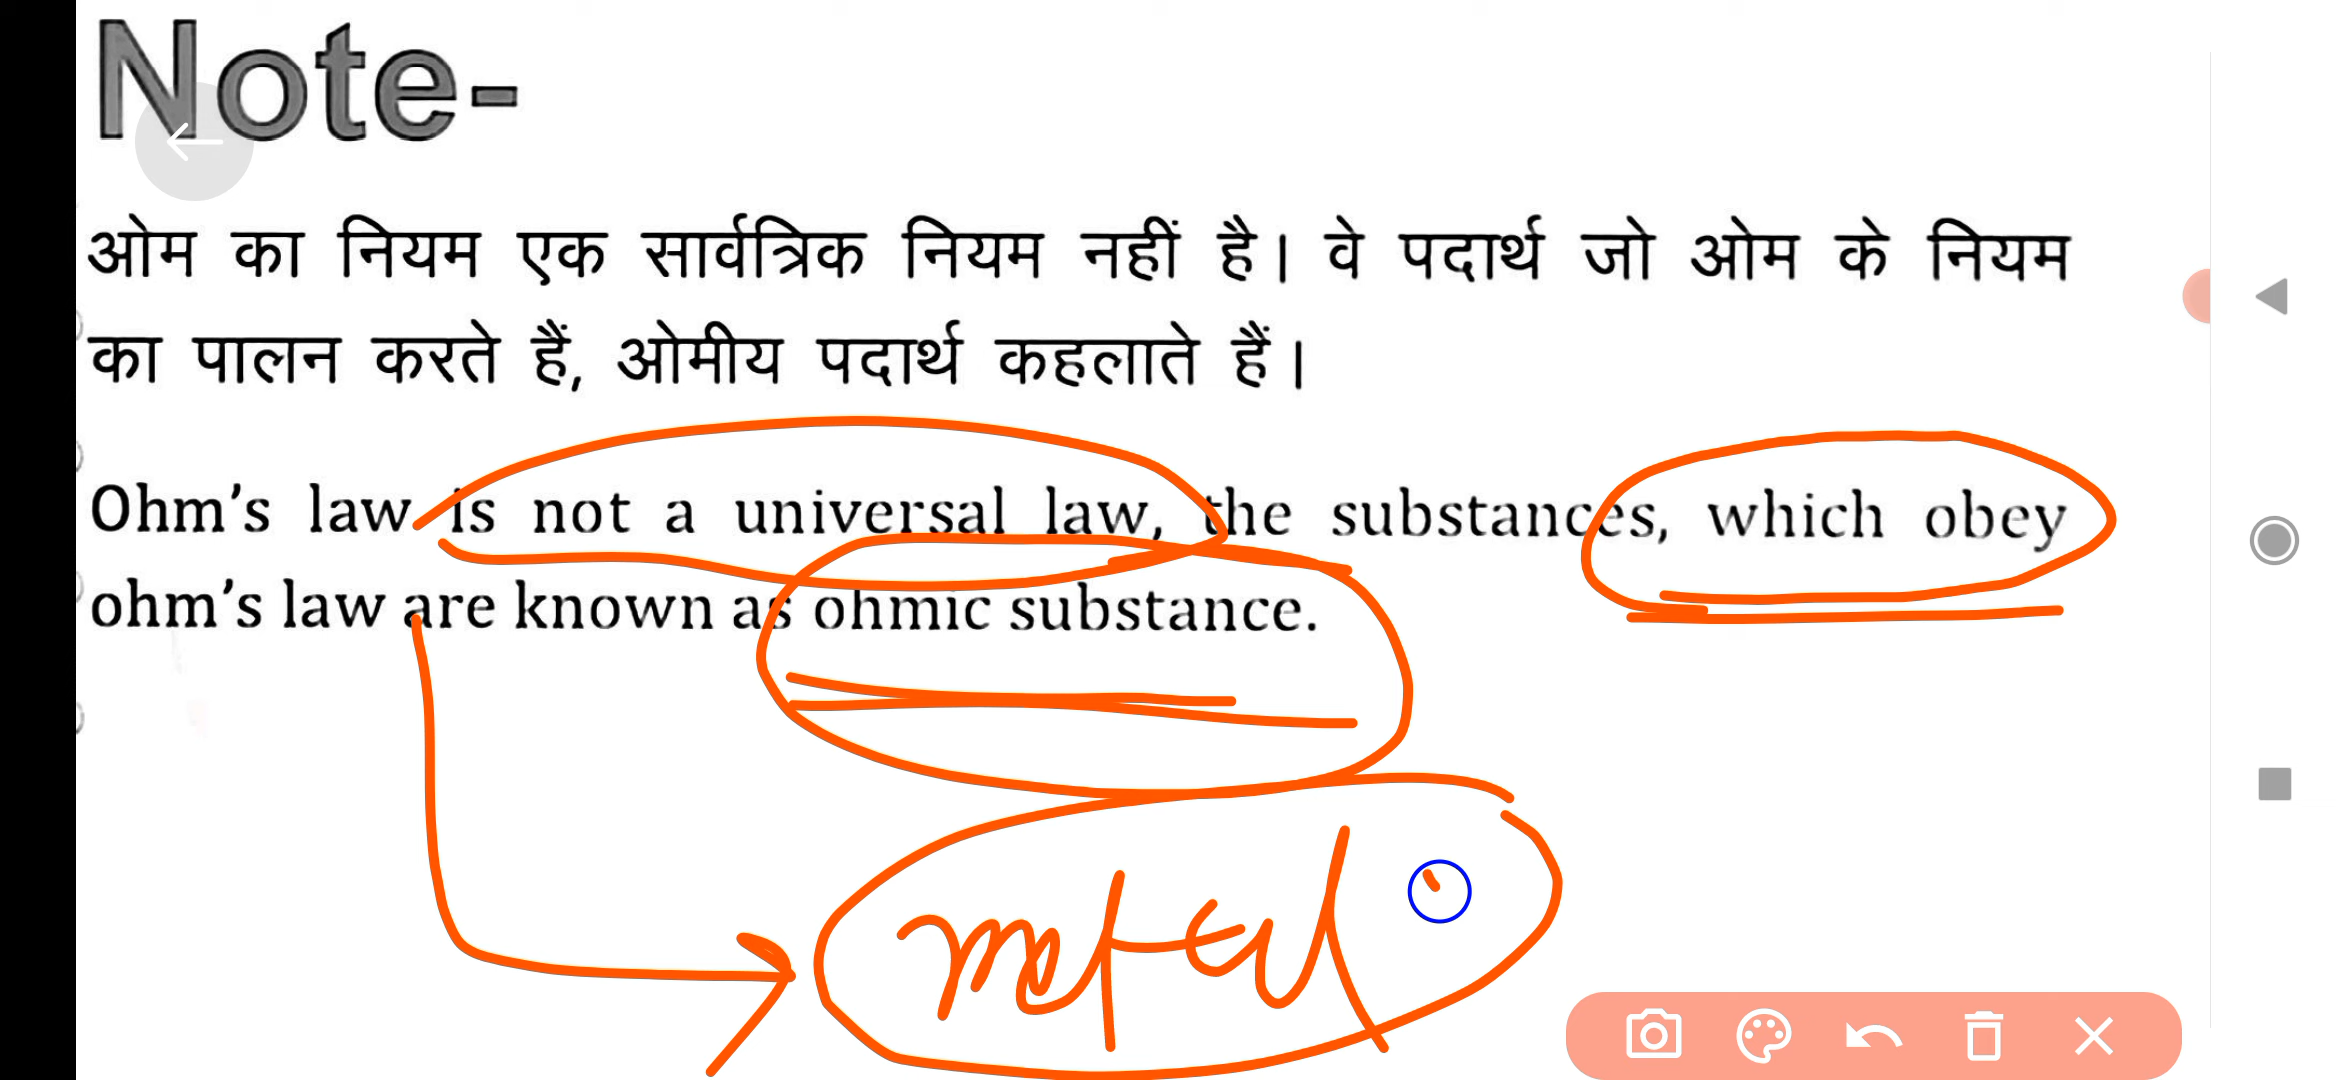 Note-
ओम का नियम एक सार्वत्रिक नियम नहीं है। वे पदार्थ जो ओम के नियम
का पालन करते हैं, ओमीय पदार्थ कहलाते हैं।
Ohm's law is not a universal law, the substances, which obey
ohm's law are known as ohmic substance.
metal